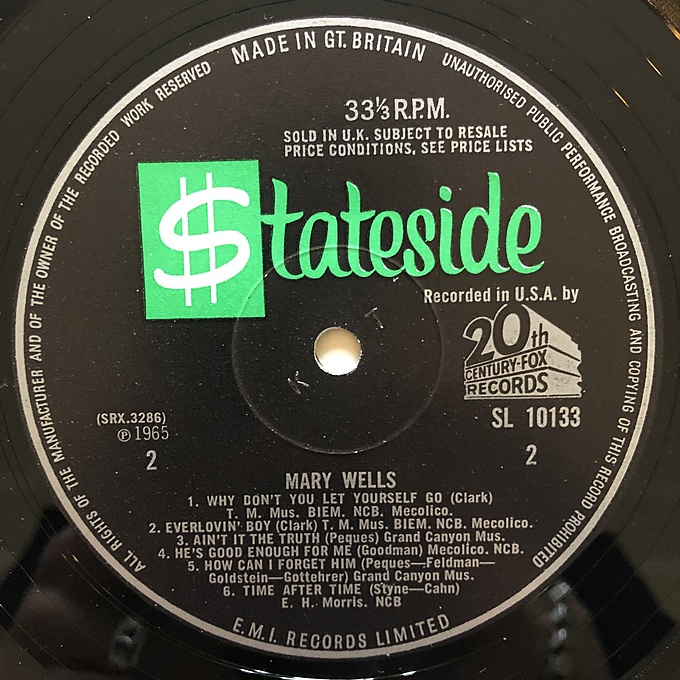 MADE IN GT. BRITAIN
UNAUTHORISED PUBLIC PERFORMANCE BROADCASTING AND COPYING OF THIS RECORD PROHIBITED
ALL RIGHTS OF THE MANUFACTURER AND OF THE OWNER OF THE RECORDED WORK RESERVED
33⅓ R.P.M.
SOLD IN U.K. SUBJECT TO RESALE
PRICE CONDITIONS, SEE PRICE LISTS
$tateside
Recorded in U.S.A. by
20th
CENTURY-FOX
RECORDS
(SRX.3286)
℗ 1965
2
SL 10133
2
K
T
MARY WELLS
1. WHY DON'T YOU LET YOURSELF GO (Clark)
T. M. Mus. BIEM. NCB. Mecolico.
2. EVERLOVIN' BOY (Clark) T. M. Mus. BIEM. NCB. Mecolico.
3. AIN'T IT THE TRUTH (Peques) Grand Canyon Mus.
4. HE'S GOOD ENOUGH FOR ME (Goodman) Mecolico. NCB.
5. HOW CAN I FORGET HIM (Peques—Feldman—
Goldstein—Gottehrer) Grand Canyon Mus.
6. TIME AFTER TIME (Styne—Cahn)
E. H. Morris. NCB
E.M.I. RECORDS LIMITED